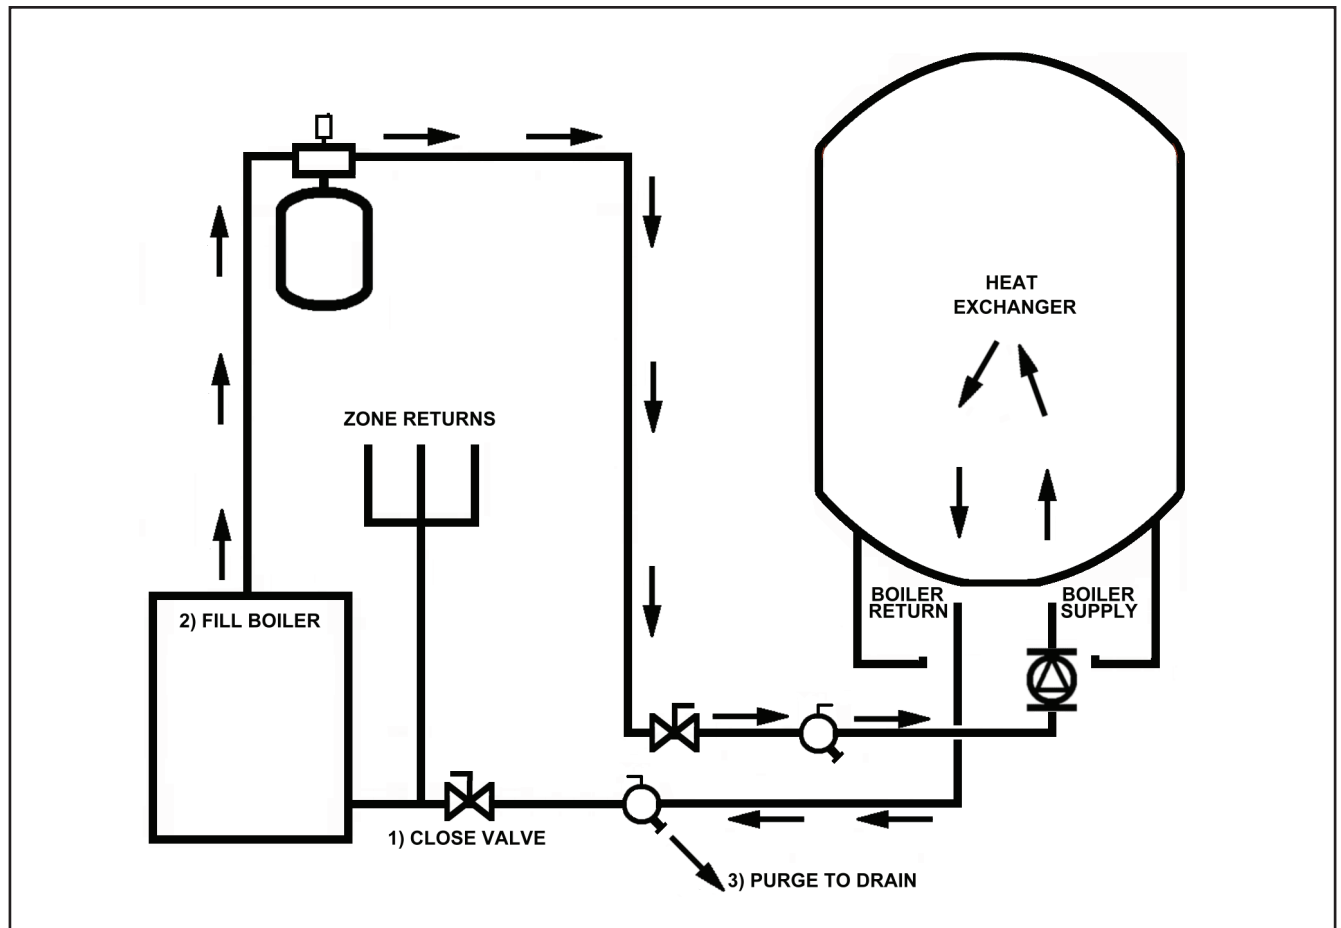 HEAT
EXCHANGER
ZONE RETURNS
BOILER
RETURN
BOILER
SUPPLY
2) FILL BOILER
1) CLOSE VALVE
3) PURGE TO DRAIN